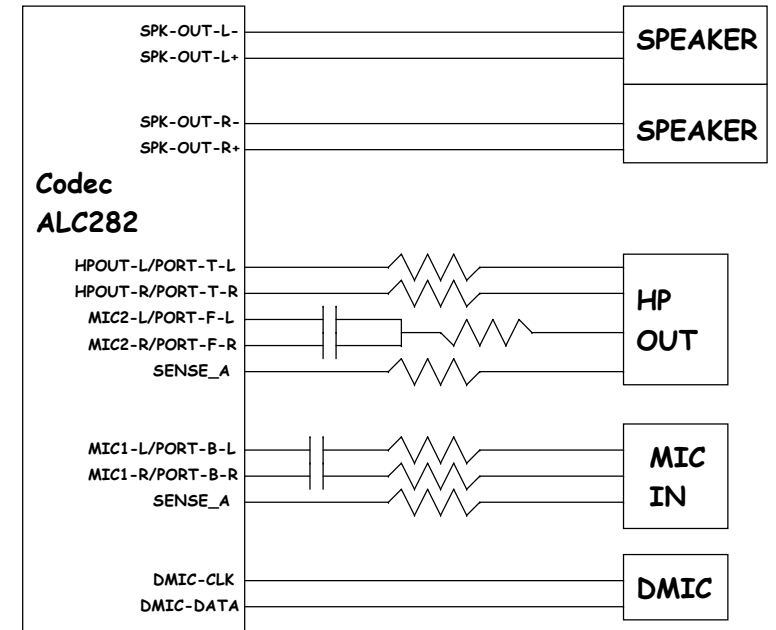 SPK-OUT-L-
SPK-OUT-L+
SPEAKER
SPK-OUT-R-
SPK-OUT-R+
SPEAKER
Codec
ALC282
HPOUT-L/PORT-T-L
HPOUT-R/PORT-T-R
MIC2-L/PORT-F-L
MIC2-R/PORT-F-R
SENSE_A
HP
OUT
MIC1-L/PORT-B-L
MIC1-R/PORT-B-R
SENSE_A
MIC
IN
DMIC-CLK
DMIC-DATA
DMIC